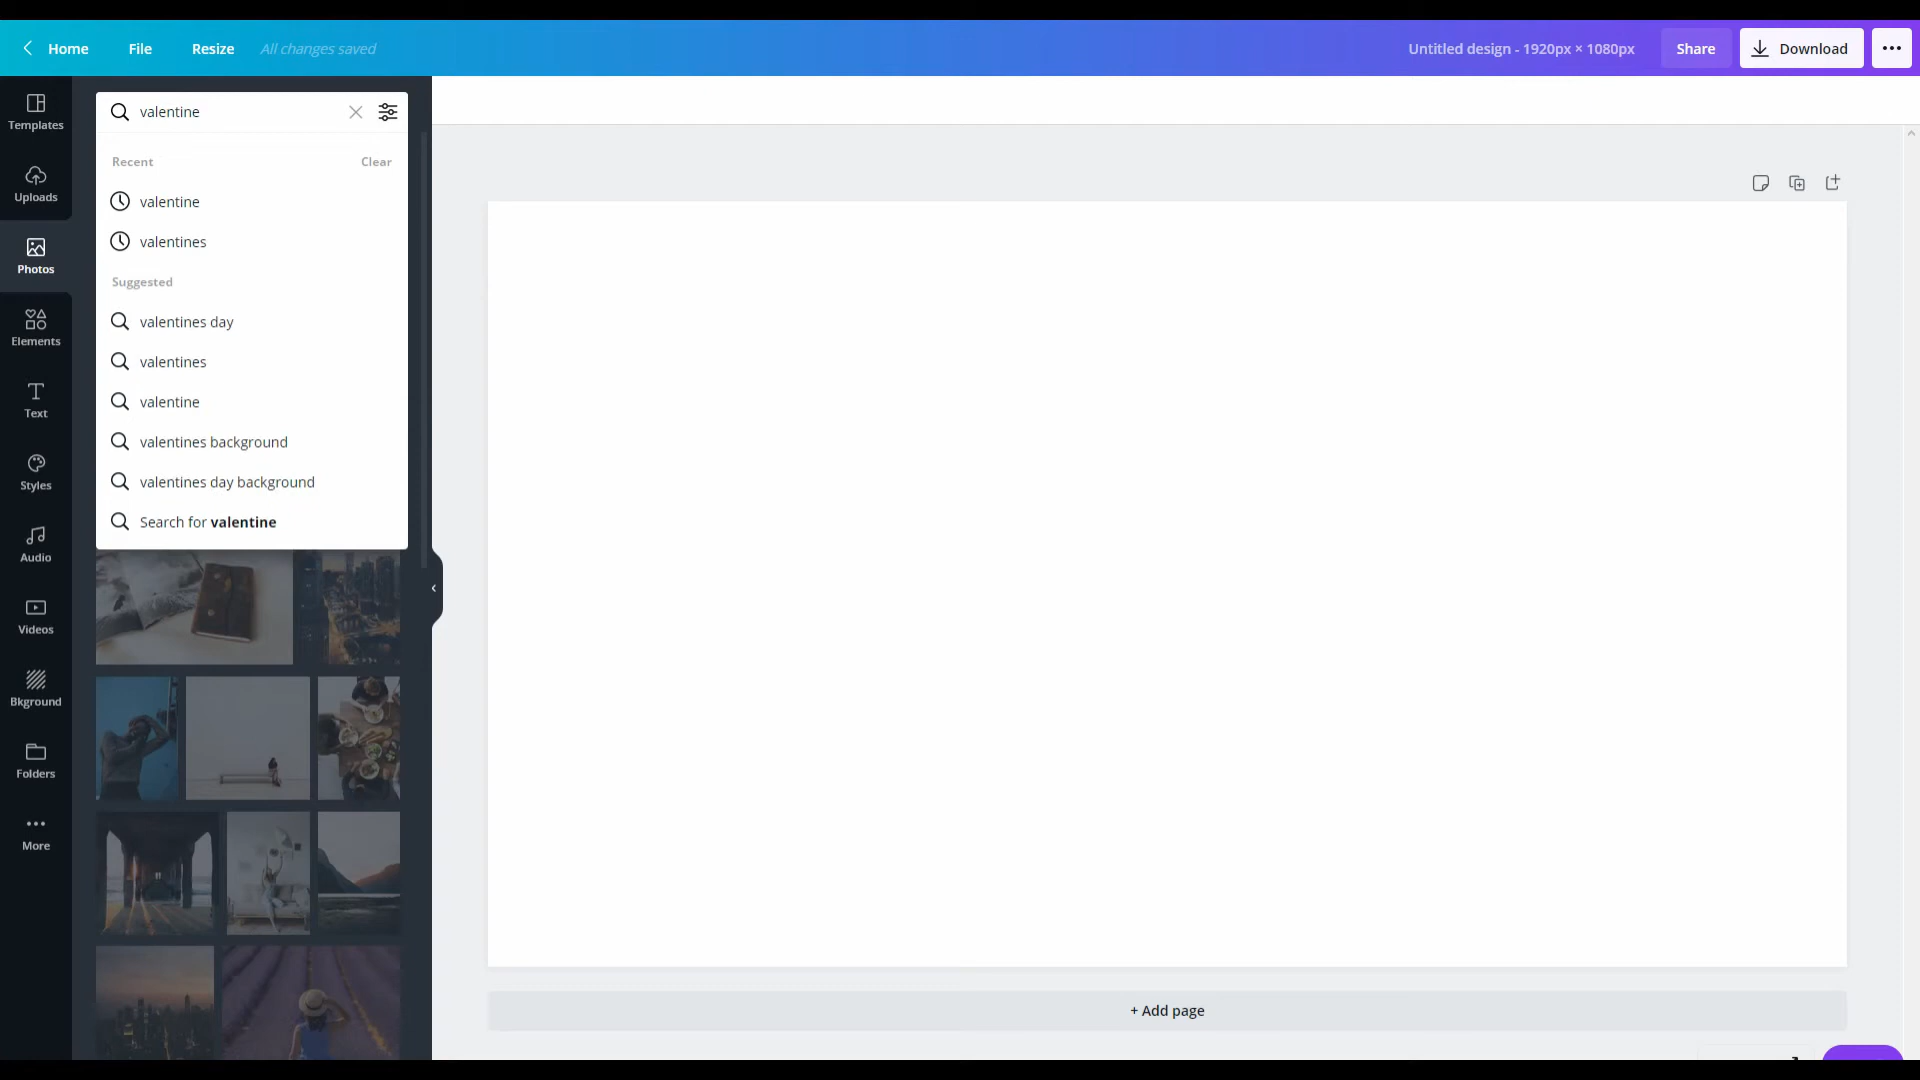 Home File Resize All changes saved Untitled design - 1920px × 1080px Share Download
Templates
Uploads
Photos
Elements
Text
Styles
Audio
Videos
Bkground
Folders
More
valentine
Recent Clear
valentine
valentines
Suggested
valentines day
valentines
valentine
valentines background
valentines day background
Search for valentine
+ Add page